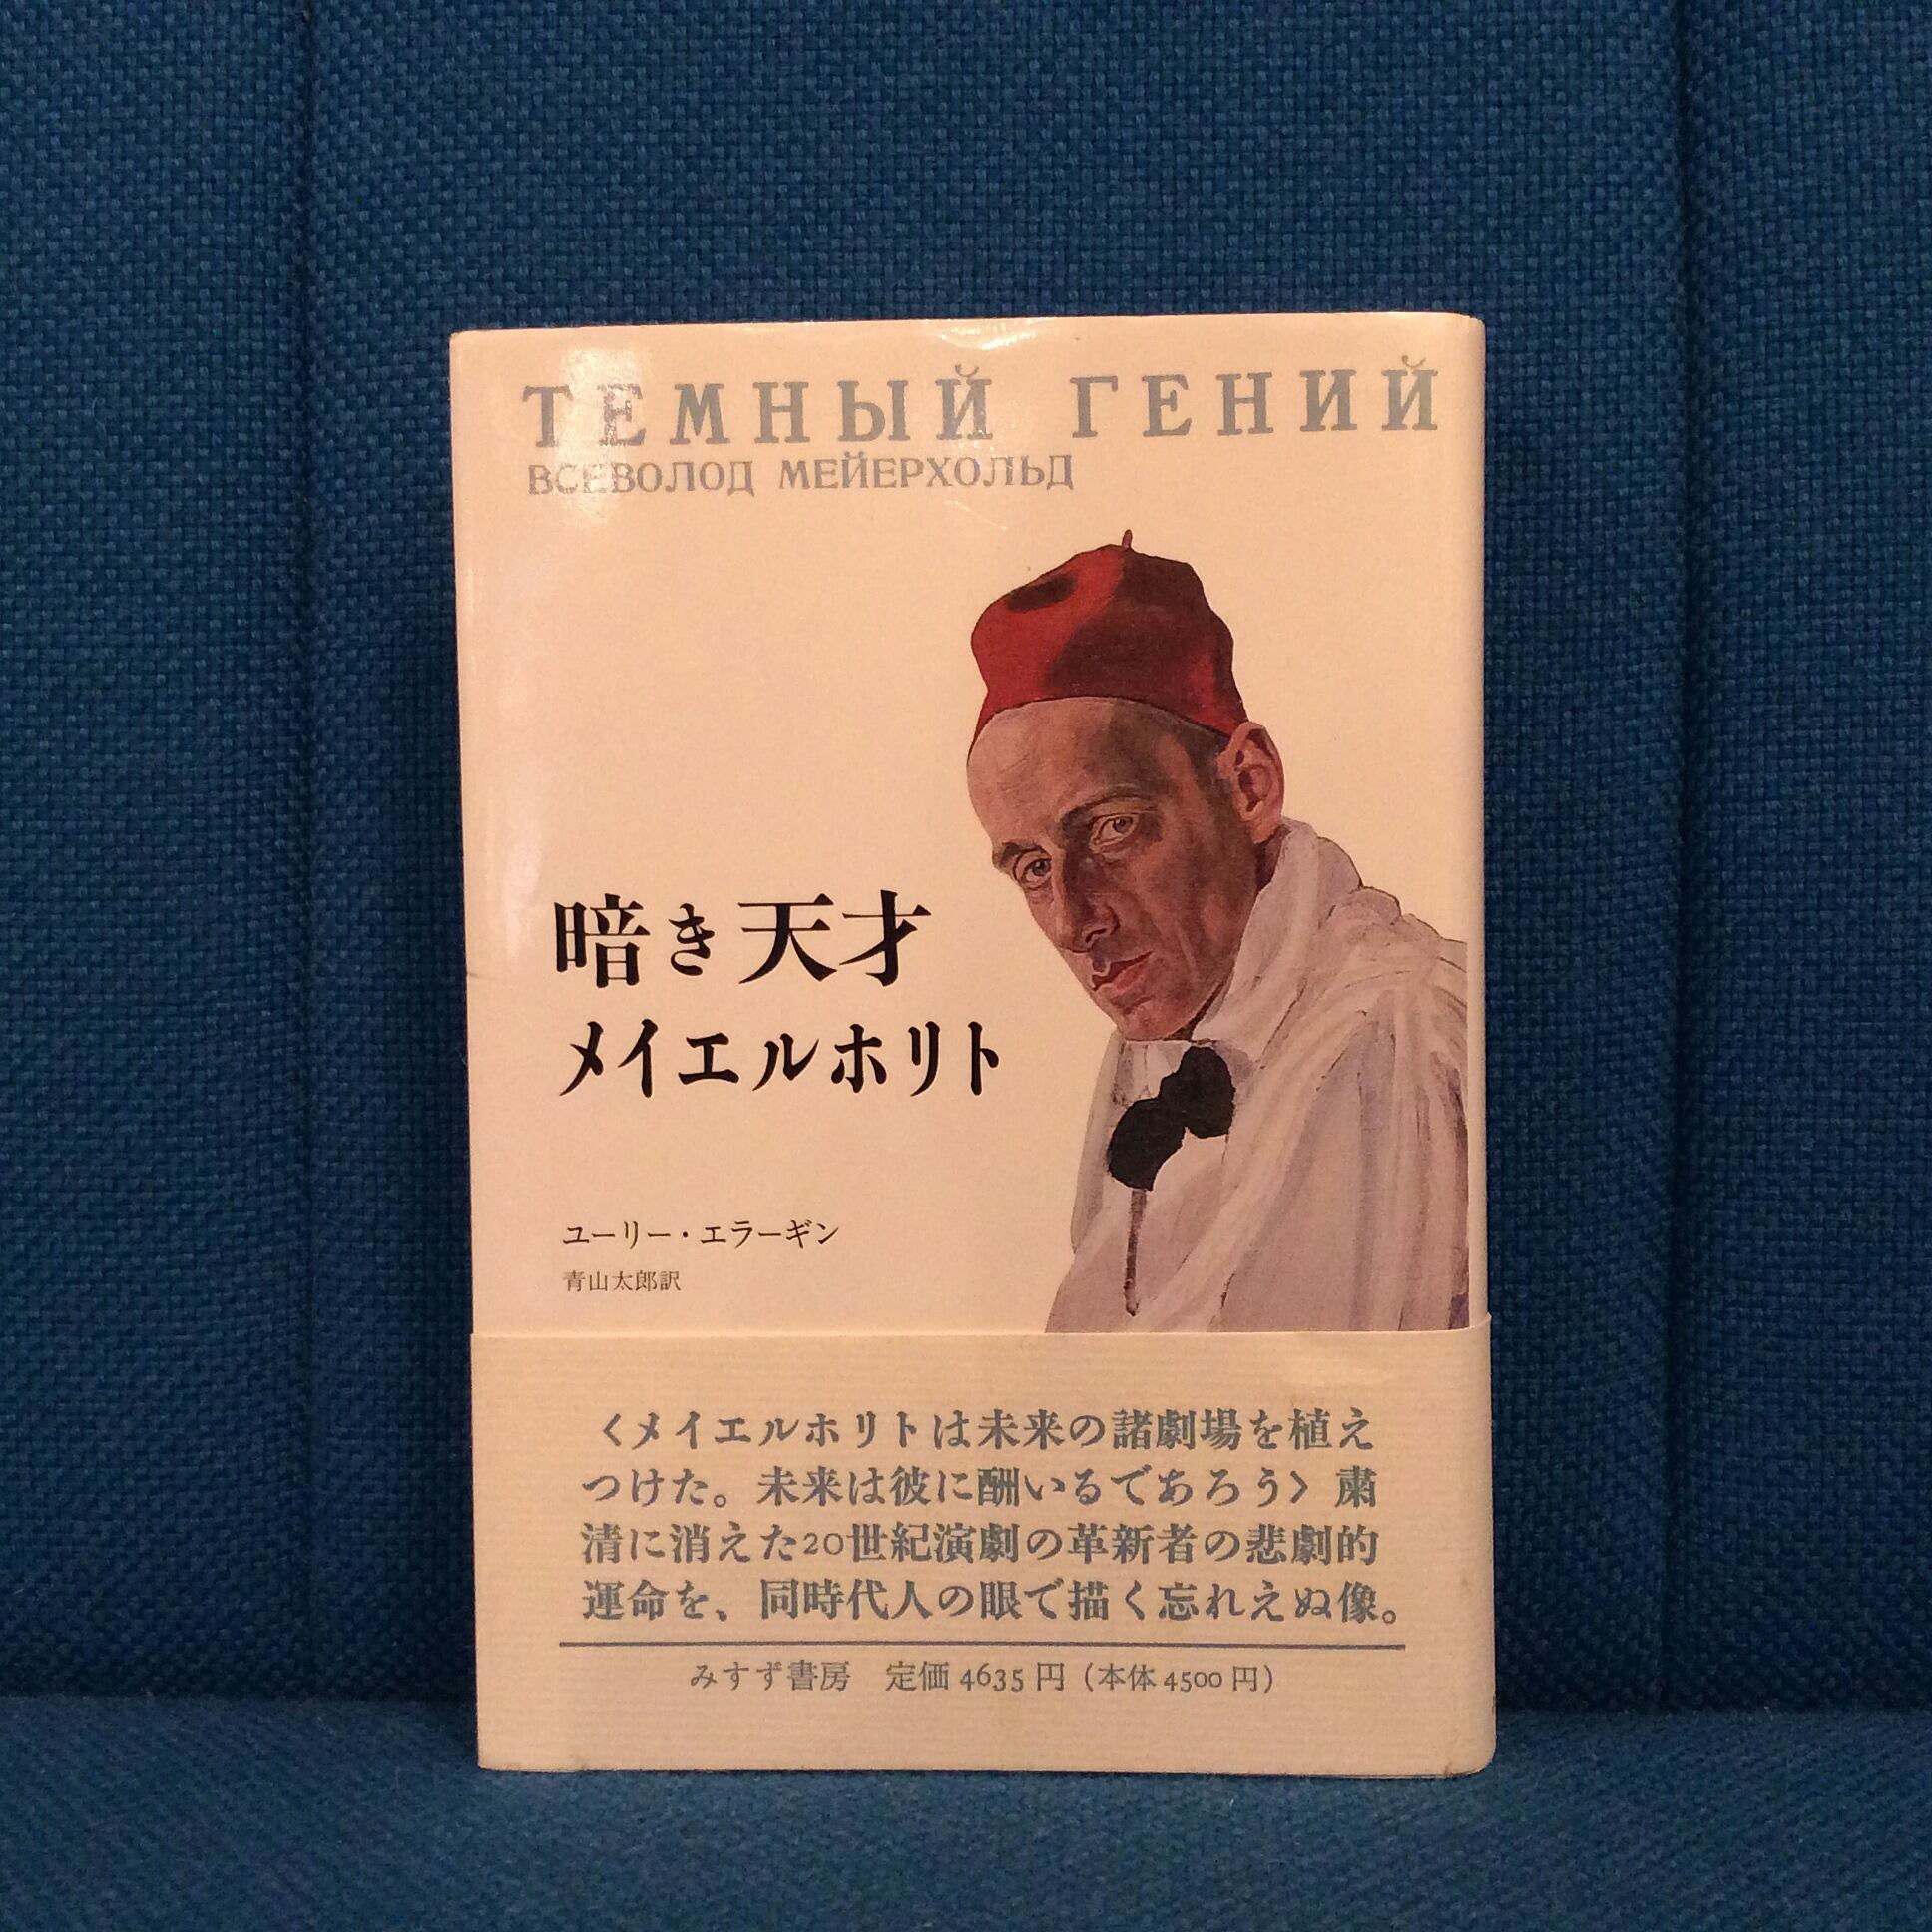 ТЕМНЫЙ ГЕНИЙ
ВСЕВОЛОД МЕЙЕРХОЛЬД
暗き天才
メイエルホリト
ユーリー・エラーギン
青山太郎訳
〈メイエルホリトは未来の諸劇場を植え
つけた。未来は彼に酬いるであろう〉粛
清に消えた20世紀演劇の革新者の悲劇的
運命を、同時代人の眼で描く忘れえぬ像。
みすず書房　定価 4635 円（本体 4500 円）